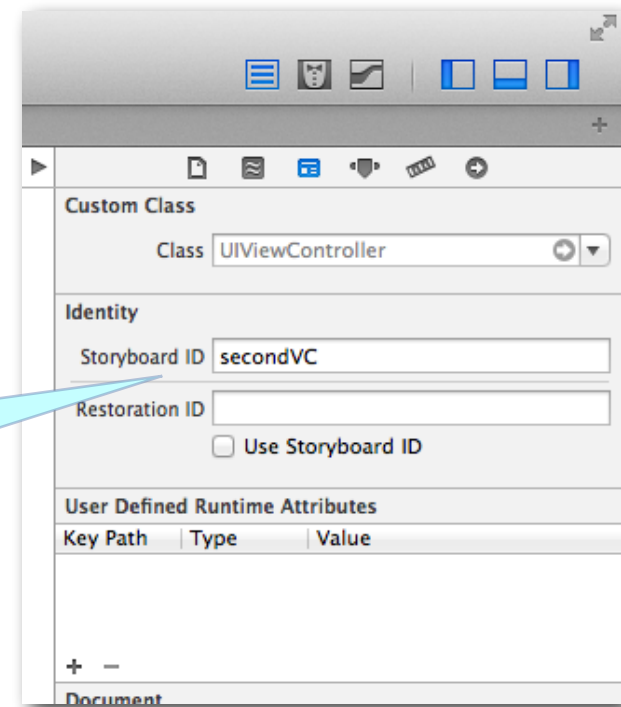 Custom Class
Class UIViewController
Identity
Storyboard ID secondVC
Restoration ID
Use Storyboard ID
User Defined Runtime Attributes
Key Path Type Value
+ −
Document